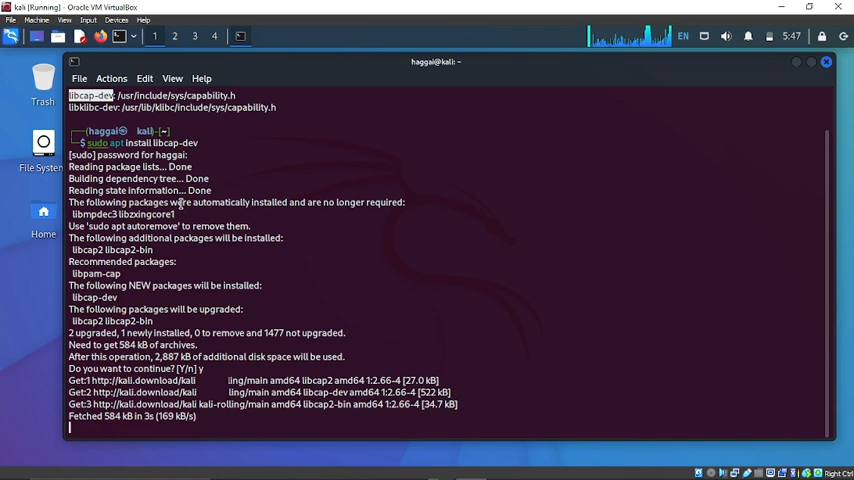 kali [Running] - Oracle VM VirtualBox
File Machine View Input Devices Help
1 2 3 4 EN 5:47
haggai@kali: ~
File Actions Edit View Help
Trash
File System
Home
libcap-dev: /usr/include/sys/capability.h
libklibc-dev: /usr/lib/klibc/include/sys/capability.h
(haggai㉿ kali)-[~]
$ sudo apt install libcap-dev
[sudo] password for haggai:
Reading package lists... Done
Building dependency tree... Done
Reading state information... Done
The following packages were automatically installed and are no longer required:
libmpdec3 libzxingcore1
Use 'sudo apt autoremove' to remove them.
The following additional packages will be installed:
libcap2 libcap2-bin
Recommended packages:
libpam-cap
The following NEW packages will be installed:
libcap-dev
The following packages will be upgraded:
libcap2 libcap2-bin
2 upgraded, 1 newly installed, 0 to remove and 1477 not upgraded.
Need to get 584 kB of archives.
After this operation, 2,887 kB of additional disk space will be used.
Do you want to continue? [Y/n] y
Get:1 http://kali.download/kali ling/main amd64 libcap2 amd64 1:2.66-4 [27.0 kB]
Get:2 http://kali.download/kali ling/main amd64 libcap-dev amd64 1:2.66-4 [522 kB]
Get:3 http://kali.download/kali kali-rolling/main amd64 libcap2-bin amd64 1:2.66-4 [34.7 kB]
Fetched 584 kB in 3s (169 kB/s)
Right Ctrl